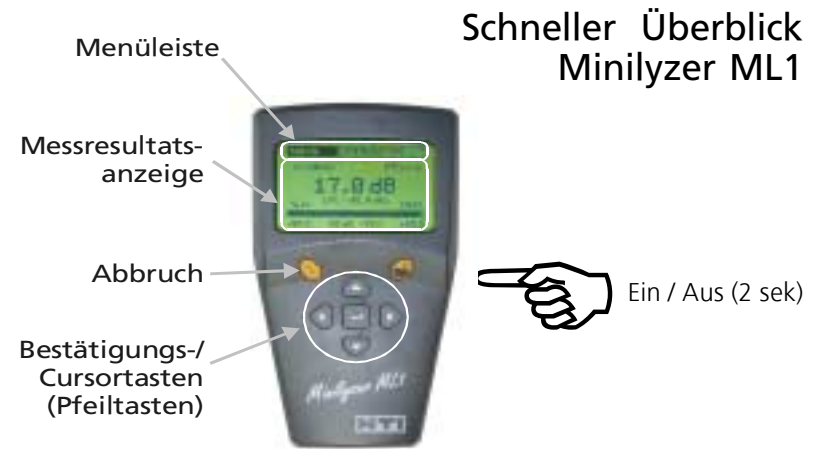 Schneller Überblick
Minilyzer ML1
Menüleiste
Messresultats-
anzeige
17.0 dB
Abbruch
Ein / Aus (2 sek)
Bestätigungs-/
Cursortasten
(Pfeiltasten)
Minilyzer ML1
NTI